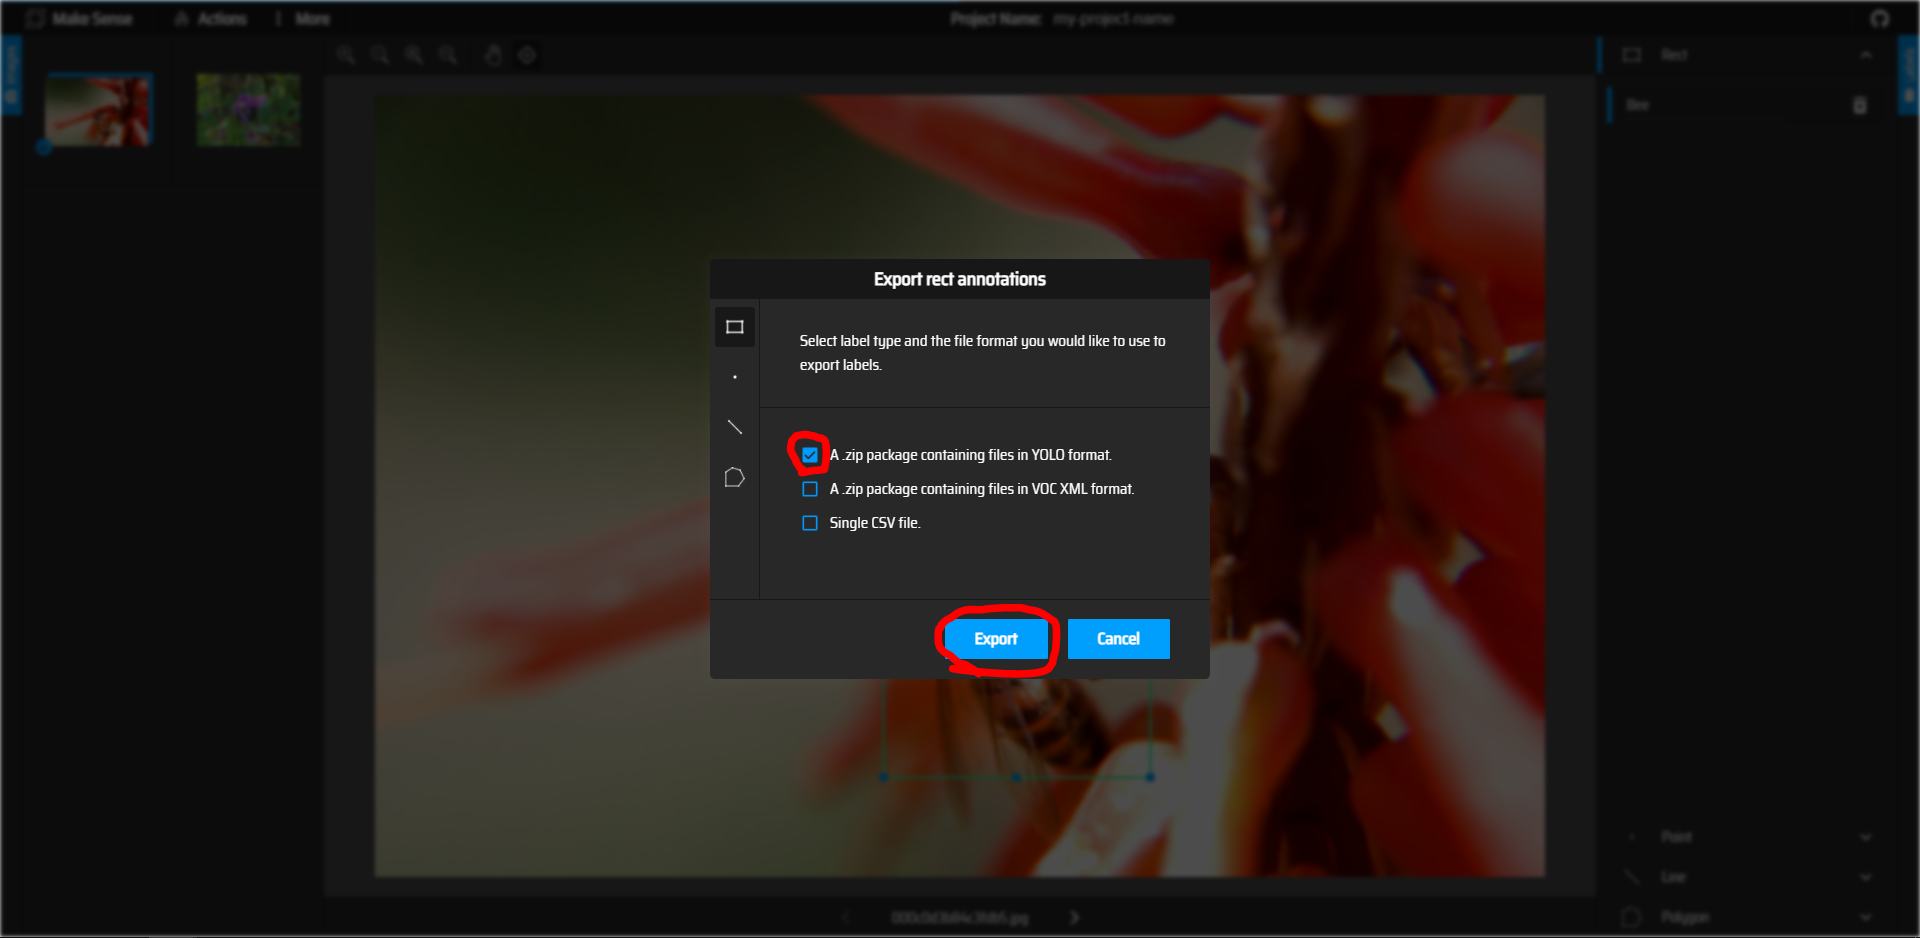 Make Sense
Actions
More
Project Name: my-project-name
Rect
Bee
Export rect annotations
Select label type and the file format you would like to use to
export labels.
A .zip package containing files in YOLO format.
A .zip package containing files in VOC XML format.
Single CSV file.
Export
Cancel
Point
Line
Polygon